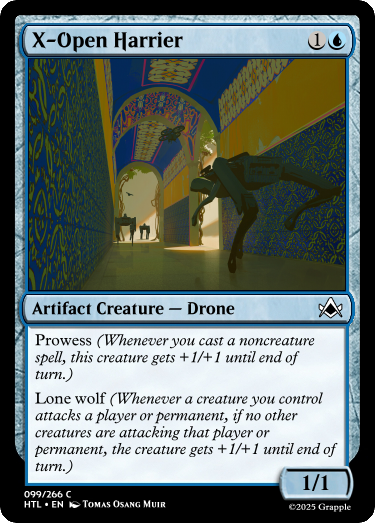 X-Open Harrier 1
Artifact Creature — Drone
Prowess (Whenever you cast a noncreature
spell, this creature gets +1/+1 until end of
turn.)
Lone wolf (Whenever a creature you control
attacks a player or permanent, if no other
creatures are attacking that player or
permanent, the creature gets +1/+1 until end of
turn.)
1/1
099/266 C
HTL • EN Tomas Osang Muir
©2025 Grapple